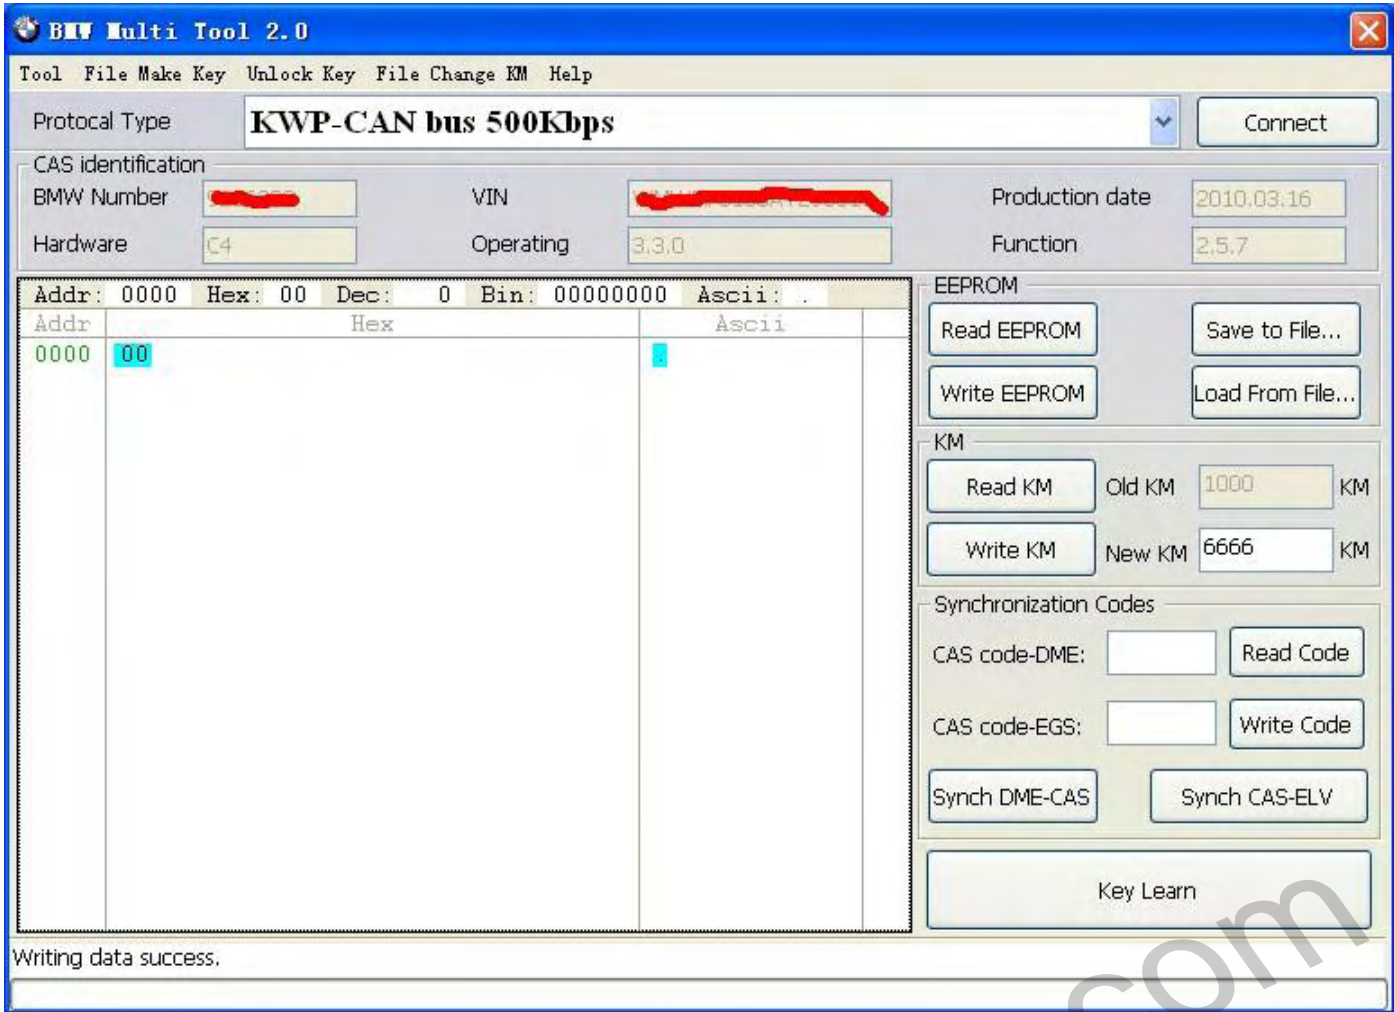 BMW Multi Tool 2.0
Tool File Make Key Unlock Key File Change KM Help
Protocal Type KWP-CAN bus 500Kbps Connect
CAS identification
BMW Number VIN Production date 2010.03.16
Hardware C4 Operating 3.3.0 Function 2.5.7
Addr: 0000 Hex: 00 Dec: 0 Bin: 00000000 Ascii: .
Addr Hex Ascii
0000 00 .
EEPROM
Read EEPROM Save to File...
Write EEPROM Load From File...
KM
Read KM Old KM 1000 KM
Write KM New KM 6666 KM
Synchronization Codes
CAS code-DME: Read Code
CAS code-EGS: Write Code
Synch DME-CAS Synch CAS-ELV
Key Learn
Writing data success.
com